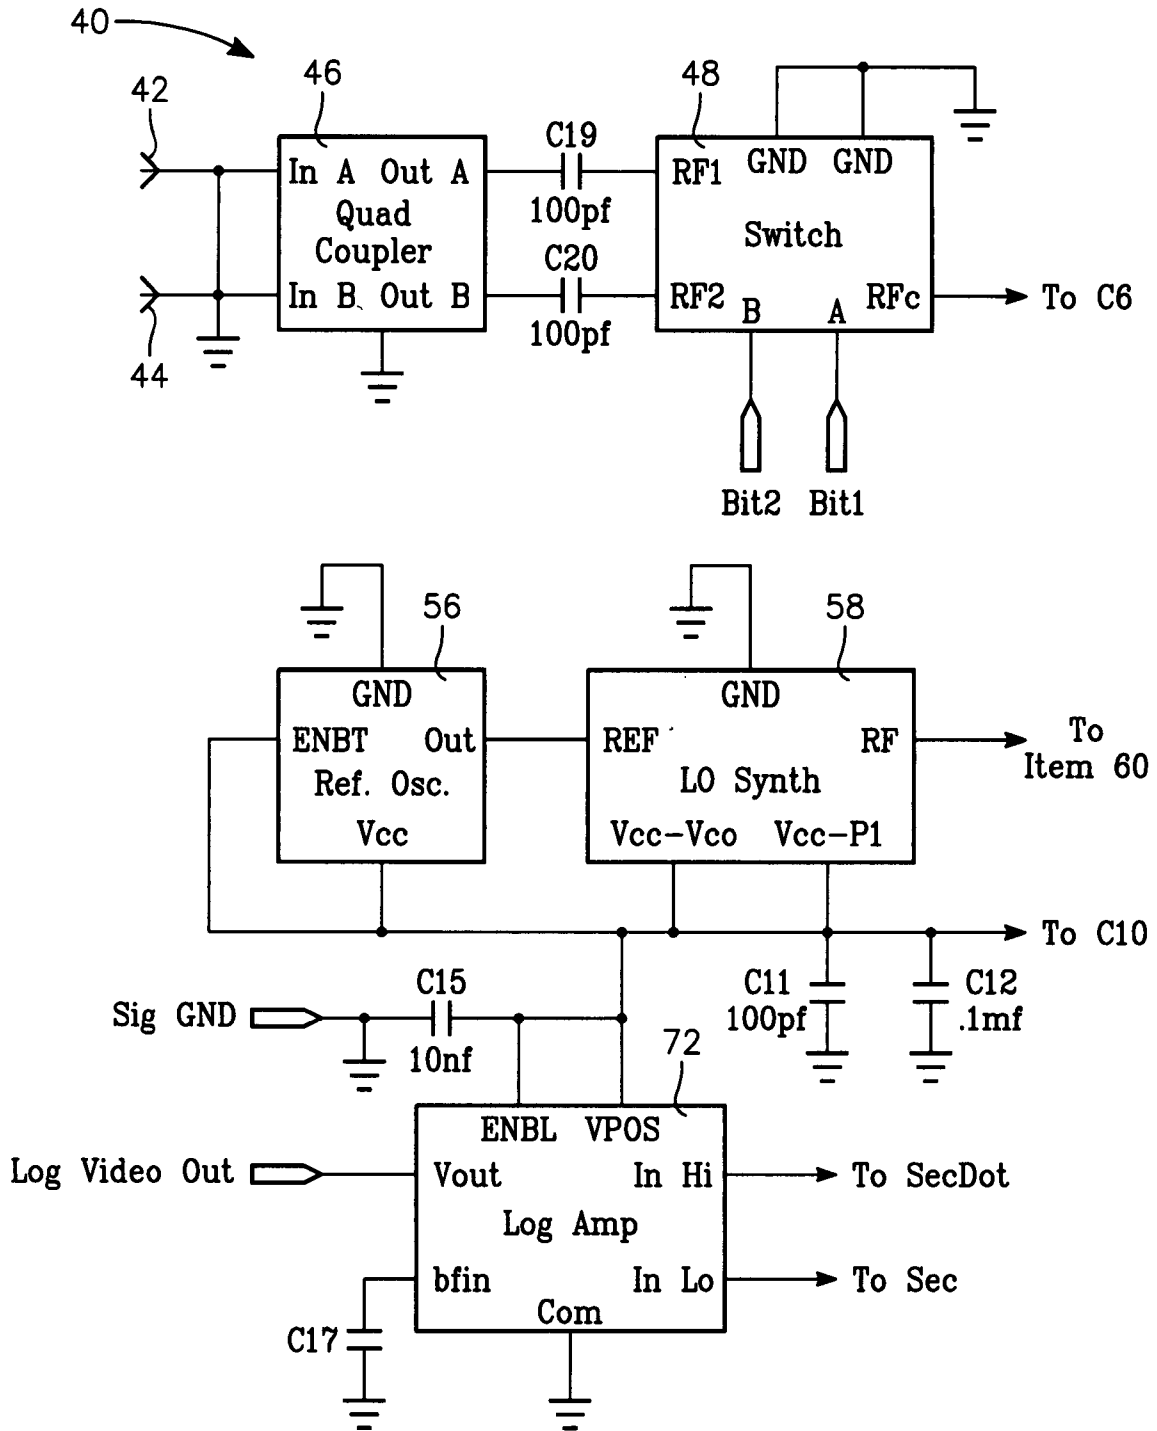 40
42
46
48
C19
In A Out A
RF1
GND GND
Quad
Coupler
100pf
Switch
C20
In B Out B
RF2
B
A
RFc
To C6
100pf
44
Bit2
Bit1
56
58
GND
GND
ENBT Out
REF
RF
To
Item 60
Ref. Osc.
LO Synth
Vcc
Vcc-Vco Vcc-P1
To C10
C15
C11
100pf
C12
.1mf
Sig GND
10nf
72
ENBL VPOS
Log Video Out
Vout
In Hi
To SecDot
Log Amp
bfin
In Lo
To Sec
Com
C17